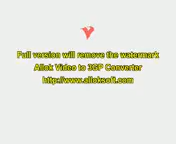 Full version will remove the watermark
Allok Video to 3GP Converter
http://www.alloksoft.com